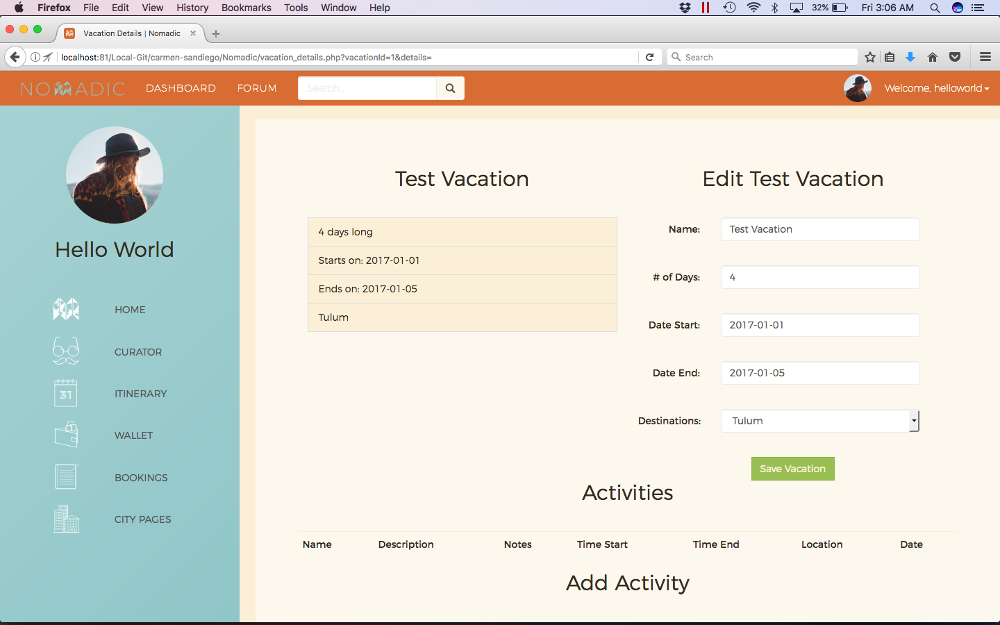 Firefox File Edit View History Bookmarks Tools Window Help 32% Fri 3:06 AM
Vacation Details | Nomadic
localhost:81/Local-Git/carmen-sandiego/Nomadic/vacation_details.php?vacationId=1&details= Search
NOMADIC DASHBOARD FORUM Search... Welcome, helloworld
Hello World
HOME
CURATOR
31 ITINERARY
WALLET
BOOKINGS
CITY PAGES
Test Vacation
4 days long
Starts on: 2017-01-01
Ends on: 2017-01-05
Tulum
Edit Test Vacation
Name: Test Vacation
# of Days: 4
Date Start: 2017-01-01
Date End: 2017-01-05
Destinations: Tulum
Save Vacation
Activities
Name Description Notes Time Start Time End Location Date
Add Activity